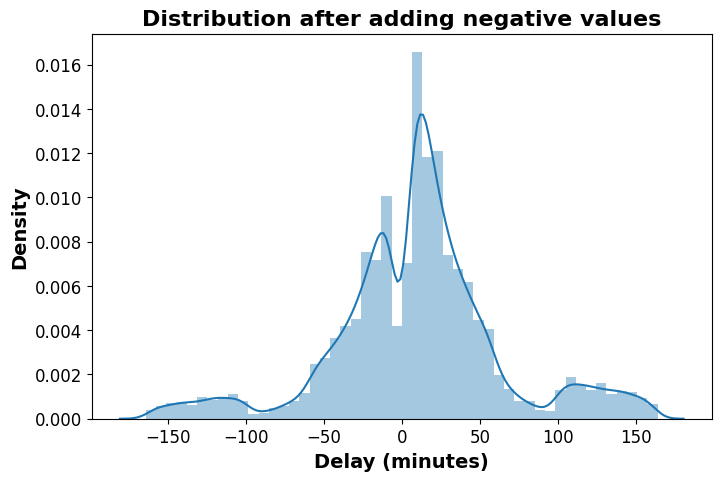 Distribution after adding negative values
0.016
0.014
0.012
0.010
0.008
0.006
0.004
0.002
0.000
Density
−150 −100 −50 0 50 100 150
Delay (minutes)